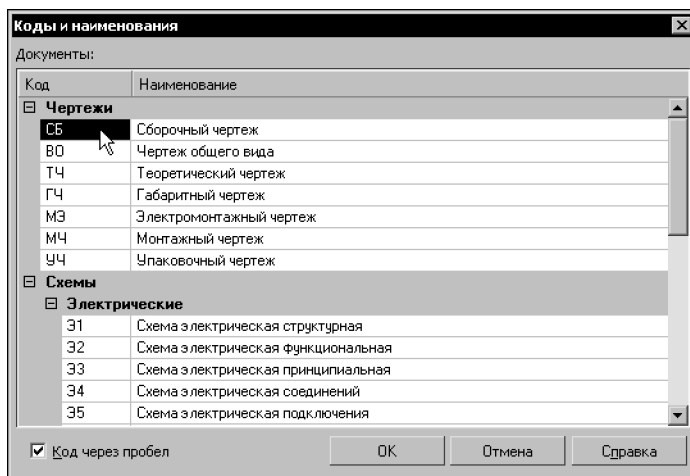 Коды и наименования
Документы:
Код Наименование
Чертежи
СБ Сборочный чертеж
ВО Чертеж общего вида
ТЧ Теоретический чертеж
ГЧ Габаритный чертеж
МЭ Электромонтажный чертеж
МЧ Монтажный чертеж
УЧ Упаковочный чертеж
Схемы
Электрические
Э1 Схема электрическая структурная
Э2 Схема электрическая функциональная
Э3 Схема электрическая принципиальная
Э4 Схема электрическая соединений
Э5 Схема электрическая подключения
Код через пробел OK Отмена Справка